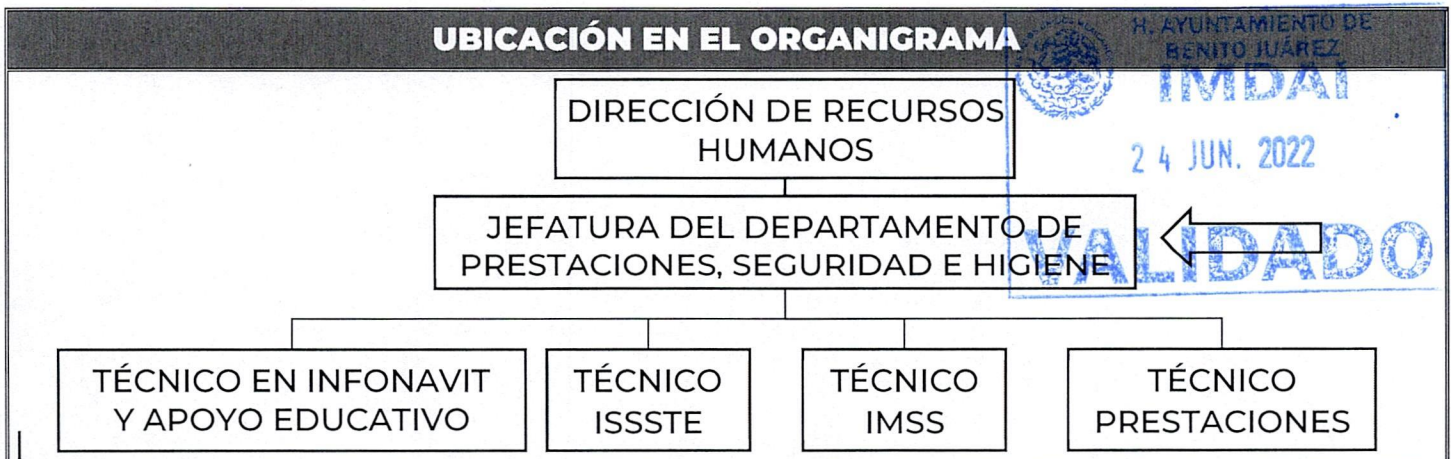 UBICACIÓN EN EL ORGANIGRAMA
H. AYUNTAMIENTO DE
BENITO JUÁREZ
IMDAI
24 JUN. 2022
VALIDADO
DIRECCIÓN DE RECURSOS
HUMANOS
JEFATURA DEL DEPARTAMENTO DE
PRESTACIONES, SEGURIDAD E HIGIENE
TÉCNICO EN INFONAVIT
Y APOYO EDUCATIVO
TÉCNICO
ISSSTE
TÉCNICO
IMSS
TÉCNICO
PRESTACIONES